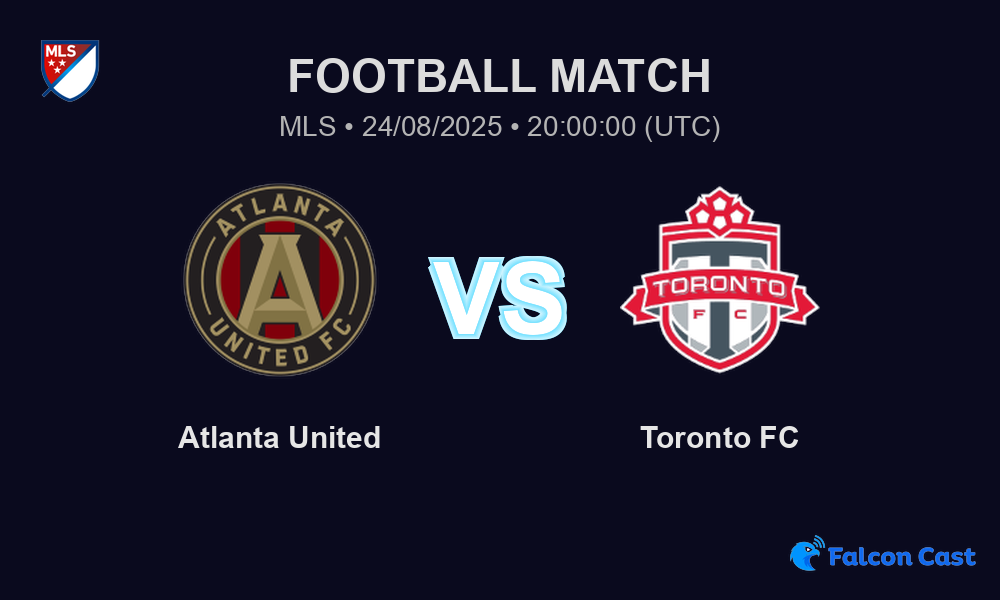 MLS
FOOTBALL MATCH
MLS • 24/08/2025 • 20:00:00 (UTC)
ATLANTA
A
UNITED FC
VS
TORONTO
F C
Atlanta United
Toronto FC
Falcon Cast